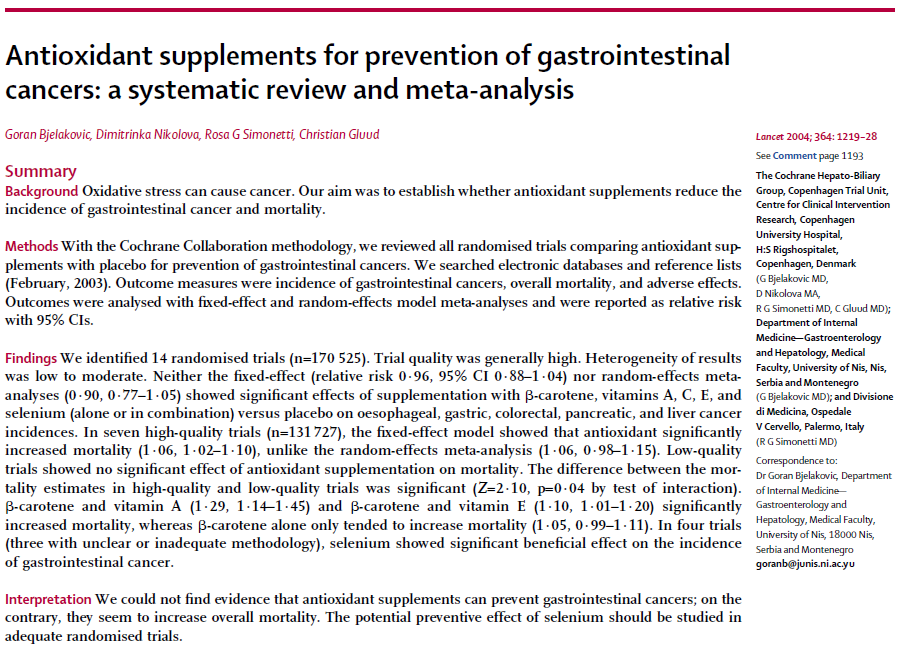 Antioxidant supplements for prevention of gastrointestinal
cancers: a systematic review and meta-analysis
Goran Bjelakovic, Dimitrinka Nikolova, Rosa G Simonetti, Christian Gluud
Summary
Background Oxidative stress can cause cancer. Our aim was to establish whether antioxidant supplements reduce the
incidence of gastrointestinal cancer and mortality.
Methods With the Cochrane Collaboration methodology, we reviewed all randomised trials comparing antioxidant sup-
plements with placebo for prevention of gastrointestinal cancers. We searched electronic databases and reference lists
(February, 2003). Outcome measures were incidence of gastrointestinal cancers, overall mortality, and adverse effects.
Outcomes were analysed with fixed-effect and random-effects model meta-analyses and were reported as relative risk
with 95% CIs.
Findings We identified 14 randomised trials (n=170 525). Trial quality was generally high. Heterogeneity of results
was low to moderate. Neither the fixed-effect (relative risk 0·96, 95% CI 0·88–1·04) nor random-effects meta-
analyses (0·90, 0·77–1·05) showed significant effects of supplementation with β-carotene, vitamins A, C, E, and
selenium (alone or in combination) versus placebo on oesophageal, gastric, colorectal, pancreatic, and liver cancer
incidences. In seven high-quality trials (n=131 727), the fixed-effect model showed that antioxidant significantly
increased mortality (1·06, 1·02–1·10), unlike the random-effects meta-analysis (1·06, 0·98–1·15). Low-quality
trials showed no significant effect of antioxidant supplementation on mortality. The difference between the mor-
tality estimates in high-quality and low-quality trials was significant (Z=2·10, p=0·04 by test of interaction).
β-carotene and vitamin A (1·29, 1·14–1·45) and β-carotene and vitamin E (1·10, 1·01–1·20) significantly
increased mortality, whereas β-carotene alone only tended to increase mortality (1·05, 0·99–1·11). In four trials
(three with unclear or inadequate methodology), selenium showed significant beneficial effect on the incidence
of gastrointestinal cancer.
Interpretation We could not find evidence that antioxidant supplements can prevent gastrointestinal cancers; on the
contrary, they seem to increase overall mortality. The potential preventive effect of selenium should be studied in
adequate randomised trials.
Lancet 2004; 364: 1219–28
See Comment page 1193
The Cochrane Hepato-Biliary
Group, Copenhagen Trial Unit,
Centre for Clinical Intervention
Research, Copenhagen
University Hospital,
H:S Rigshospitalet,
Copenhagen, Denmark
(G Bjelakovic MD,
D Nikolova MA,
R G Simonetti MD, C Gluud MD);
Department of Internal
Medicine—Gastroenterology
and Hepatology, Medical
Faculty, University of Nis, Nis,
Serbia and Montenegro
(G Bjelakovic MD); and Divisione
di Medicina, Ospedale
V Cervello, Palermo, Italy
(R G Simonetti MD)
Correspondence to:
Dr Goran Bjelakovic, Department
of Internal Medicine—
Gastroenterology and
Hepatology, Medical Faculty,
University of Nis, 18000 Nis,
Serbia and Montenegro
goranb@junis.ni.ac.yu